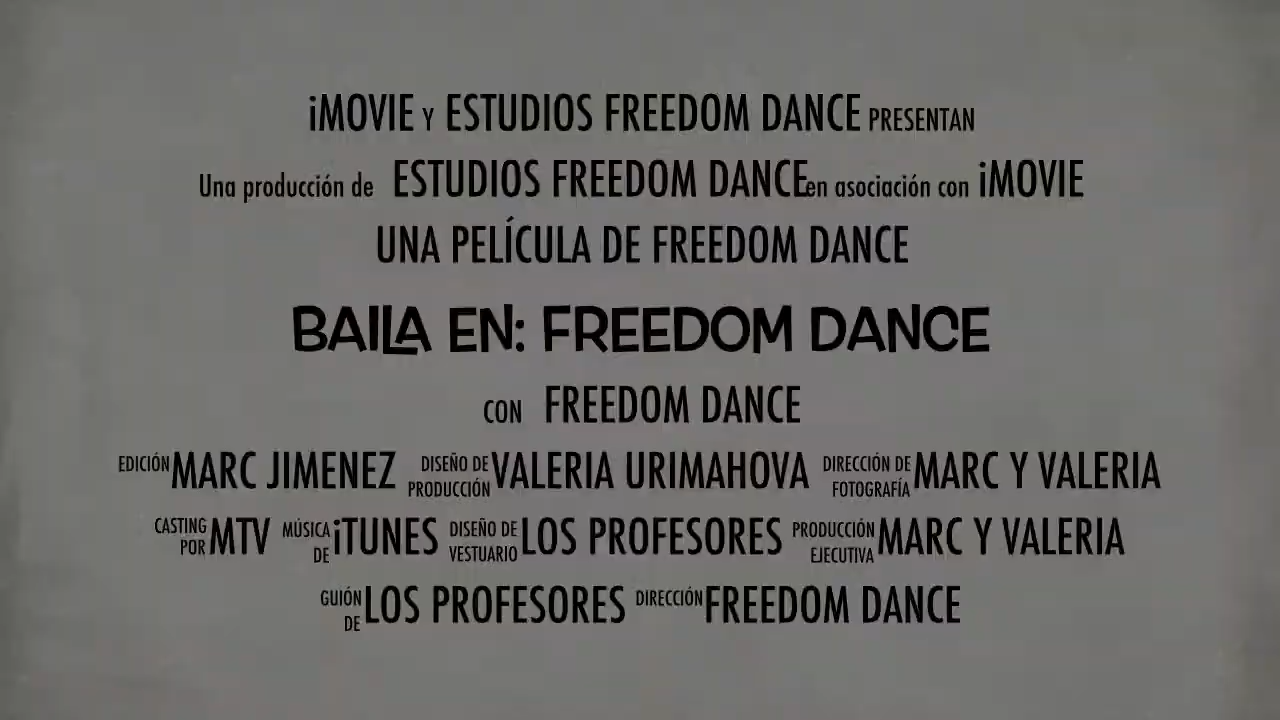 iMOVIE Y ESTUDIOS FREEDOM DANCE PRESENTAN
Una producción de ESTUDIOS FREEDOM DANCE en asociación con iMOVIE
UNA PELÍCULA DE FREEDOM DANCE
BAILA EN: FREEDOM DANCE
CON FREEDOM DANCE
EDICIÓN MARC JIMENEZ DISEÑO DE PRODUCCIÓN VALERIA URIMAHOVA DIRECCIÓN DE FOTOGRAFÍA MARC Y VALERIA
CASTING POR MTV MÚSICA DE iTUNES DISEÑO DE VESTUARIO LOS PROFESORES PRODUCCIÓN EJECUTIVA MARC Y VALERIA
GUIÓN DE LOS PROFESORES DIRECCIÓN FREEDOM DANCE